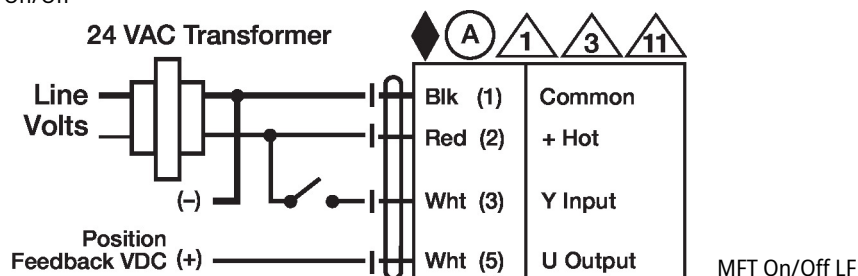 On/Off
24 VAC Transformer
A 1 3 11
Line Volts
Blk (1) Common
Red (2) + Hot
(–)
Wht (3) Y Input
Position
Feedback VDC (+)
Wht (5) U Output
MFT On/Off LF